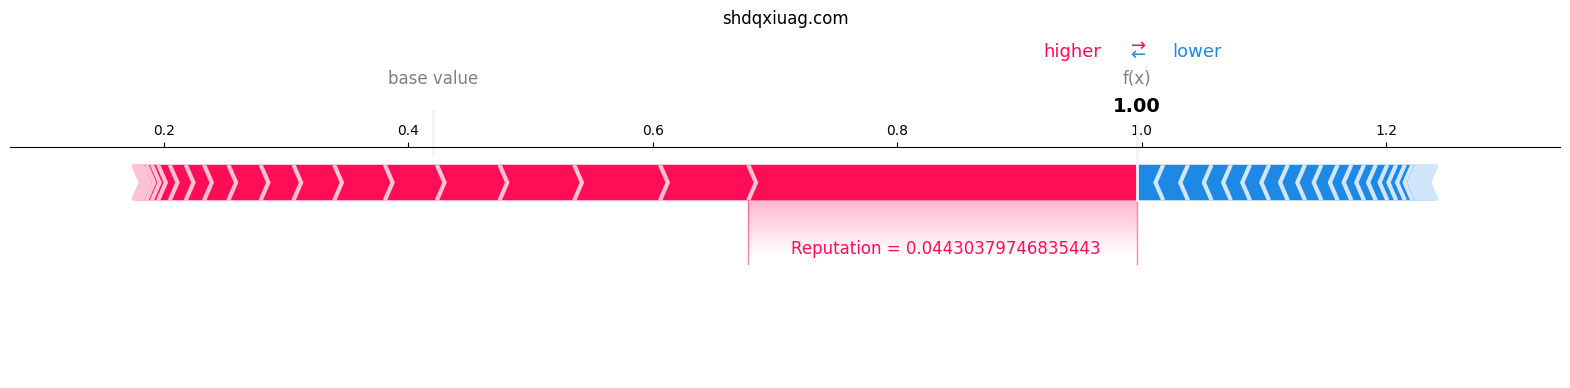 shdqxiuag.com
higher ⇄ lower
base value f(x)
1.00
0.2 0.4 0.6 0.8 1.0 1.2
Reputation = 0.04430379746835443